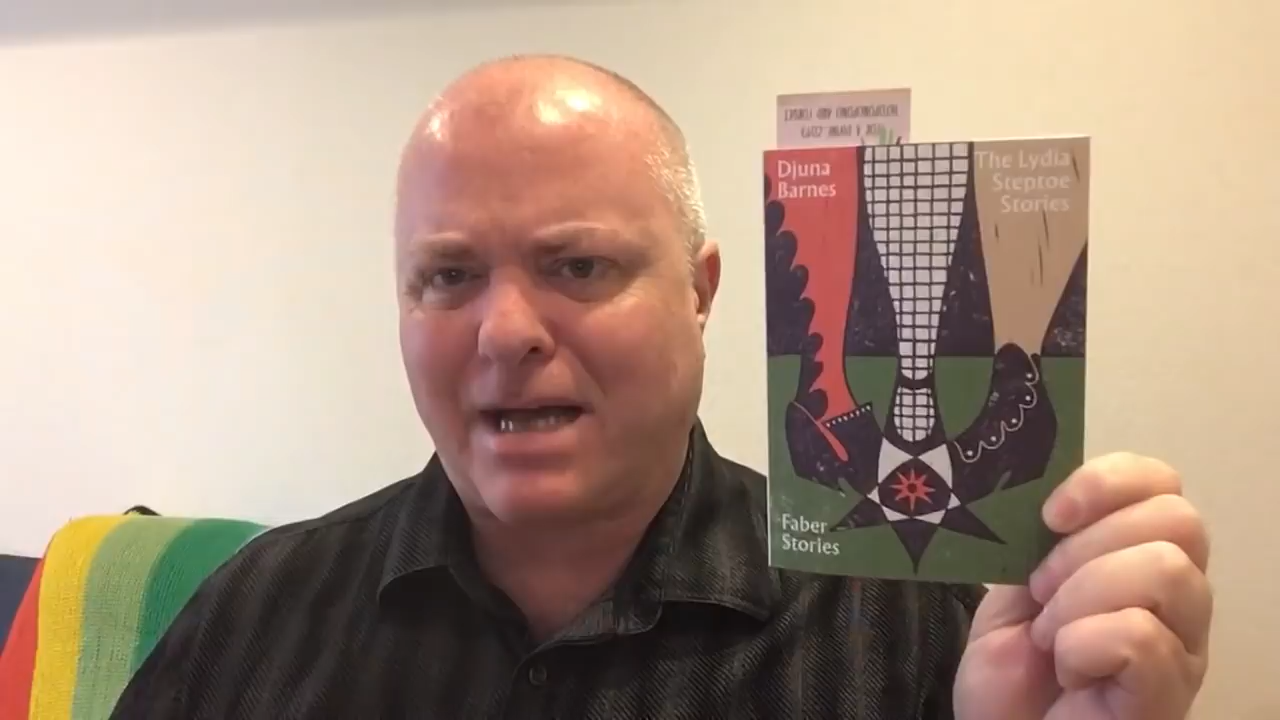 Djuna
Barnes
The Lydia
Steptoe
Stories
Faber
Stories